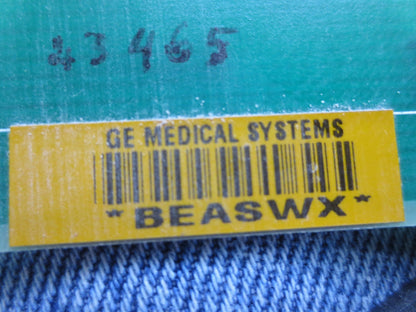 43465
GE MEDICAL SYSTEMS
*BEASWX*